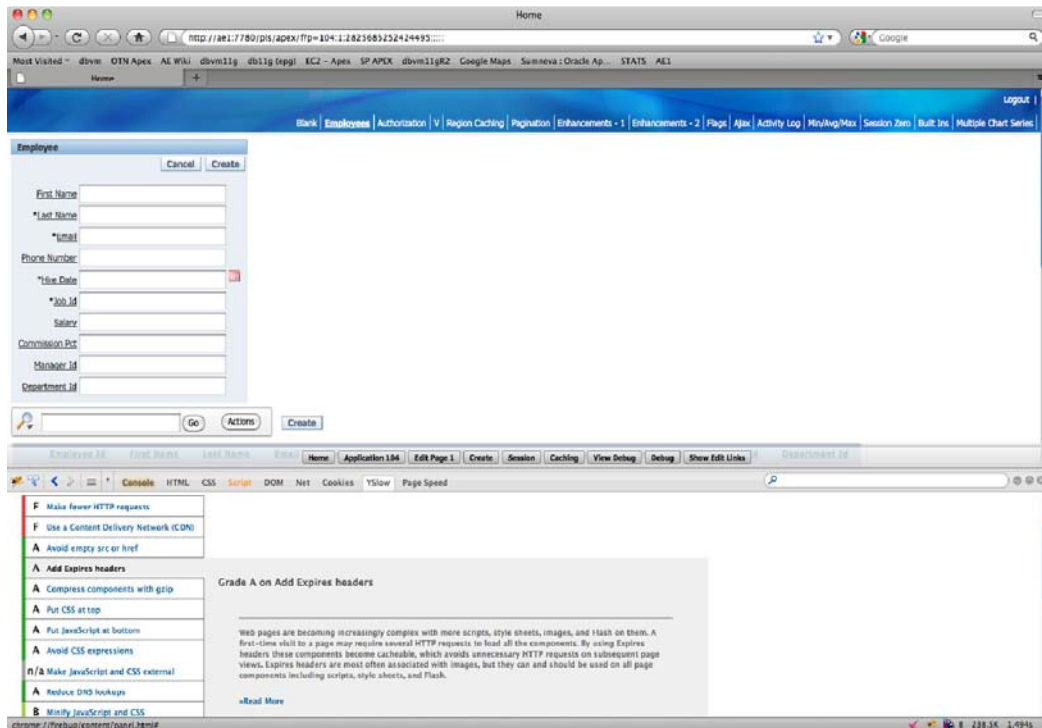 Home
http://ae1:7780/pls/apex/f?p=104:1:2825685252424495:::::
Google
Most Visited dbvm OTN Apex AE Wiki dbvm11g db11g (epg) EC2 - Apex SP APEX dbvm11gR2 Google Maps Sumneva : Oracle Ap... STATS AE1
Home
Logout
Blank Employees Authorization V Region Caching Pagination Enhancements - 1 Enhancements - 2 Flags Ajax Activity Log Min/Avg/Max Session Zero Built Ins Multiple Chart Series
Employee
Cancel Create
First Name
*Last Name
*Email
Phone Number
*Hire Date
*Job Id
Salary
Commission Pct
Manager Id
Department Id
Go Actions Create
Employee Id First Name Last Name Email Department Id
Home Application 104 Edit Page 1 Create Session Caching View Debug Debug Show Edit Links
Console HTML CSS Script DOM Net Cookies YSlow Page Speed
F Make fewer HTTP requests
F Use a Content Delivery Network (CDN)
A Avoid empty src or href
A Add Expires headers
A Compress components with gzip
A Put CSS at top
A Put JavaScript at bottom
A Avoid CSS expressions
n/a Make JavaScript and CSS external
A Reduce DNS lookups
B Minify JavaScript and CSS
Grade A on Add Expires headers
Web pages are becoming increasingly complex with more scripts, style sheets, images, and Flash on them. A
first-time visit to a page may require several HTTP requests to load all the components. By using Expires
headers these components become cacheable, which avoids unnecessary HTTP requests on subsequent page
views. Expires headers are most often associated with images, but they can and should be used on all page
components including scripts, style sheets, and Flash.
»Read More
chrome://firebug/content/panel.html#
8 238.5K 1.494s